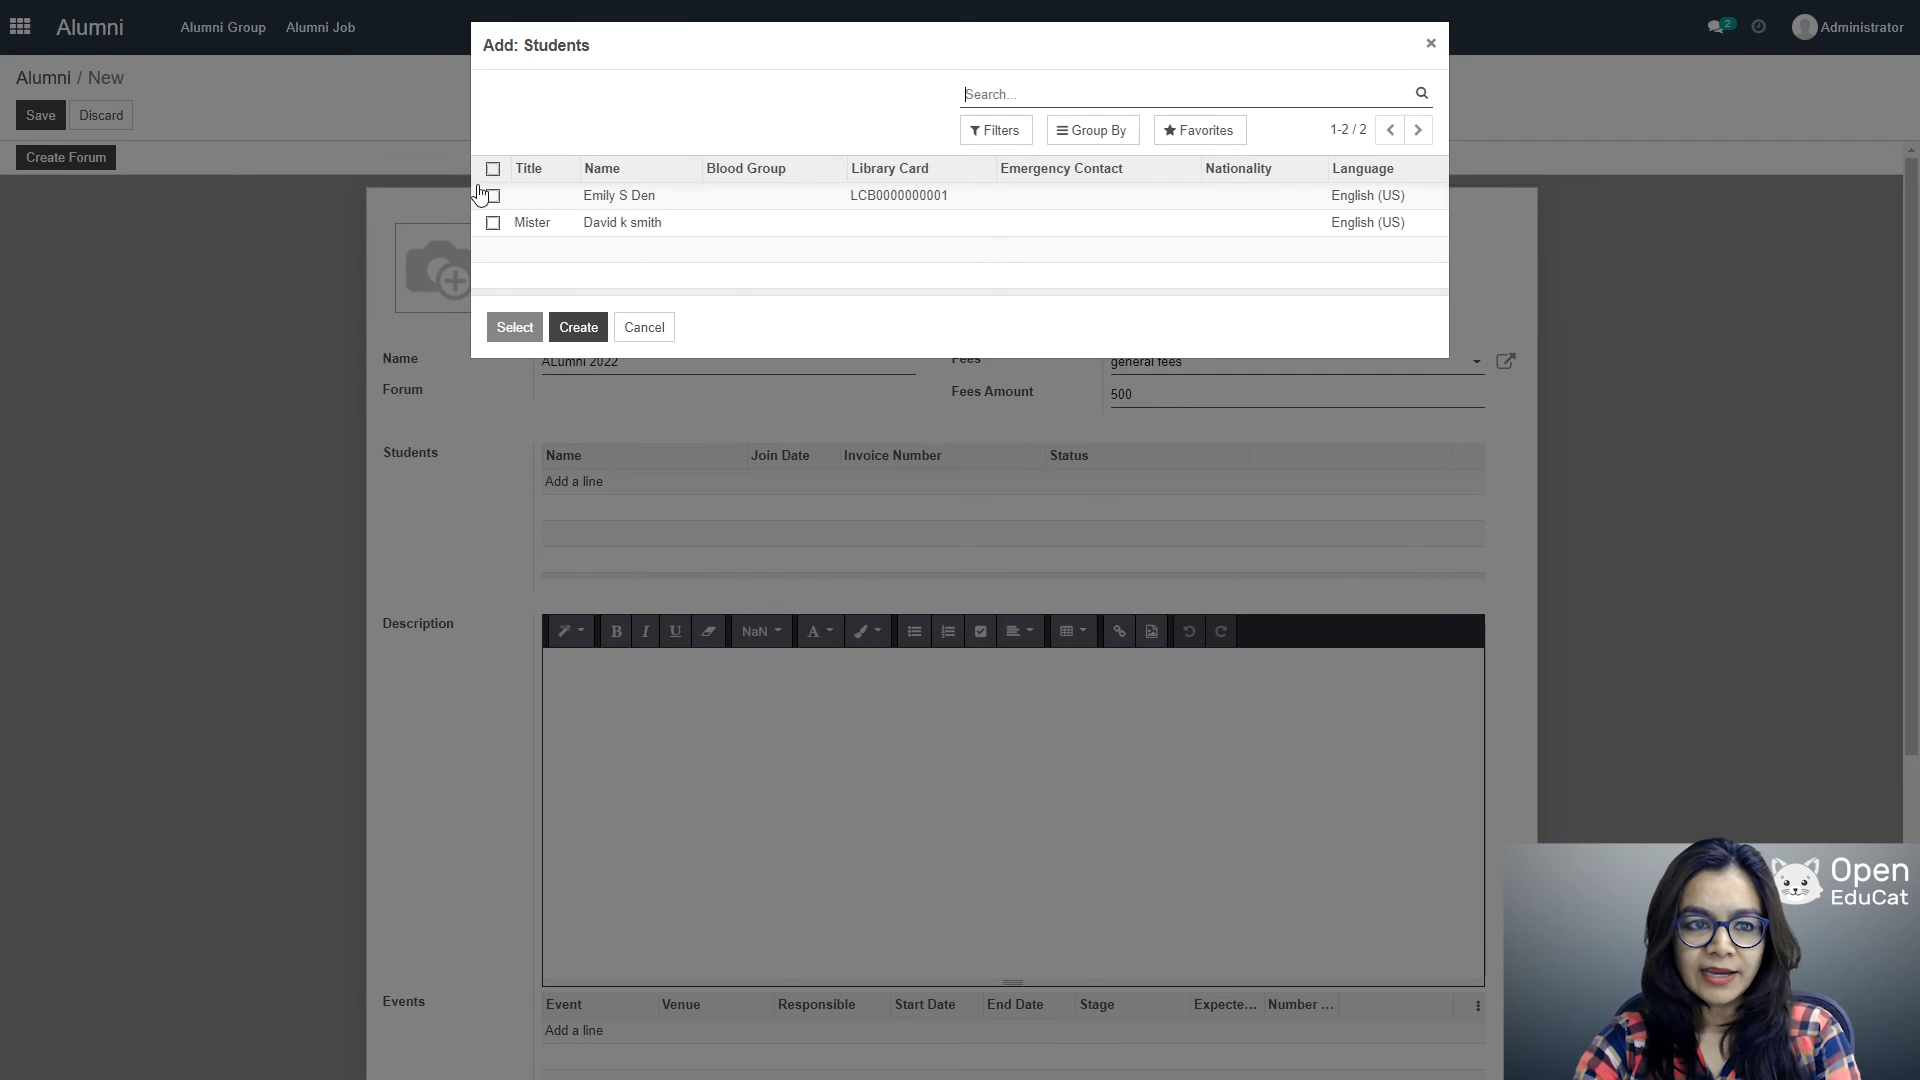 Alumni
Alumni Group
Alumni Job
2
Administrator
Alumni / New
Save
Discard
Create Forum
Add: Students
×
Search...
Filters
Group By
Favorites
1-2 / 2
Title Name Blood Group Library Card Emergency Contact Nationality Language
Emily S Den LCB0000000001 English (US)
Mister David k smith English (US)
Select
Create
Cancel
Name ALumni 2022
Fees general fees
Forum
Fees Amount 500
Students
Name Join Date Invoice Number Status
Add a line
Description
B I U NaN A
Events
Event Venue Responsible Start Date End Date Stage Expecte... Number ...
Add a line
Open
EduCat